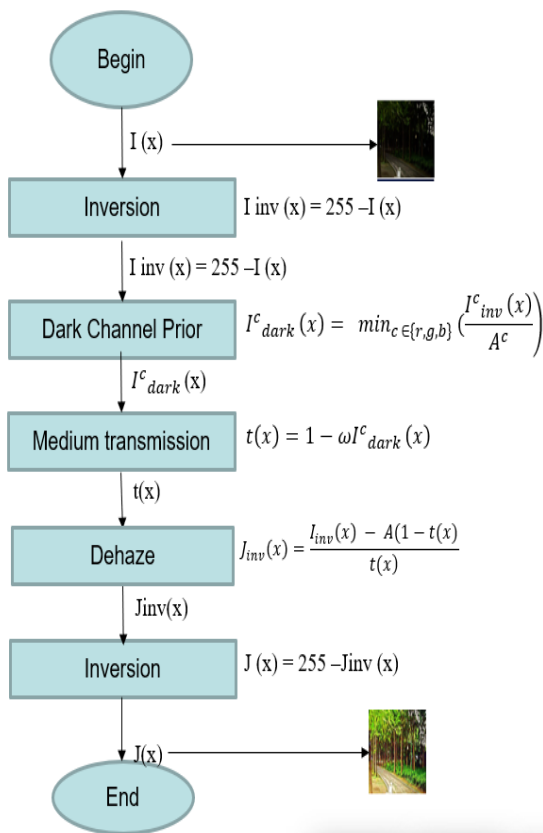 Begin
I (x)
Inversion
I inv (x) = 255 –I (x)
I inv (x) = 255 –I (x)
Dark Channel Prior
I^c_dark (x) = min_{c ∈{r,g,b}} (I^c_inv (x) / A^c)
I^c_dark (x)
Medium transmission
t(x) = 1 − ωI^c_dark (x)
t(x)
Dehaze
J_inv(x) = I_inv(x) − A(1 − t(x) / t(x)
Jinv(x)
Inversion
J (x) = 255 –Jinv (x)
J(x)
End